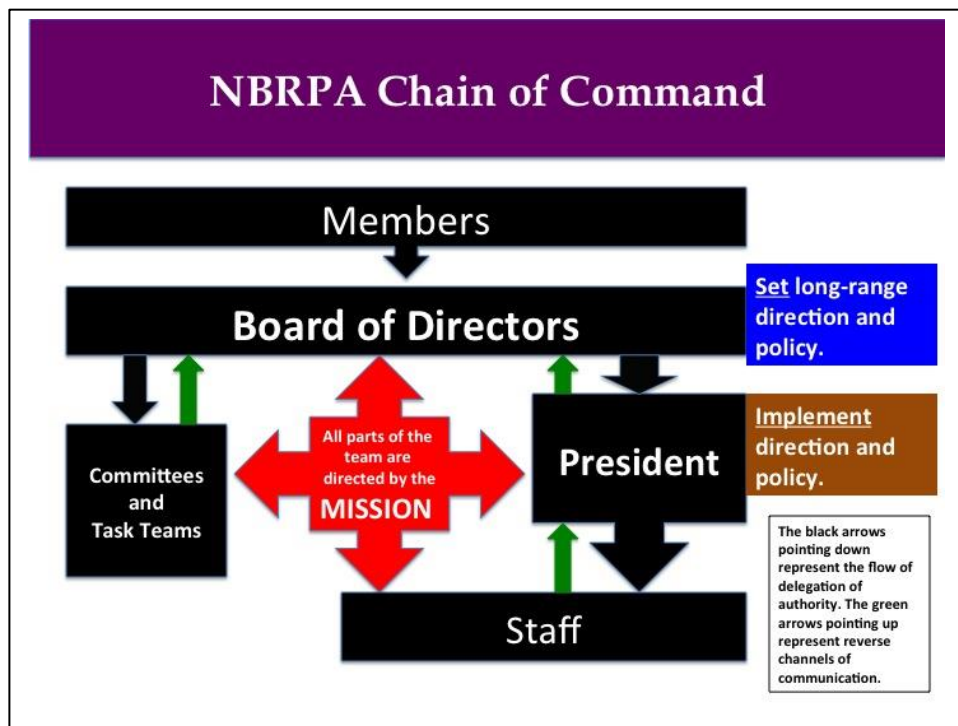 NBRPA Chain of Command
Members
Board of Directors
Set long-range
direction and
policy.
Committees
and
Task Teams
All parts of the
team are
directed by the
MISSION
President
Implement
direction and
policy.
Staff
The black arrows
pointing down
represent the flow of
delegation of
authority. The green
arrows pointing up
represent reverse
channels of
communication.